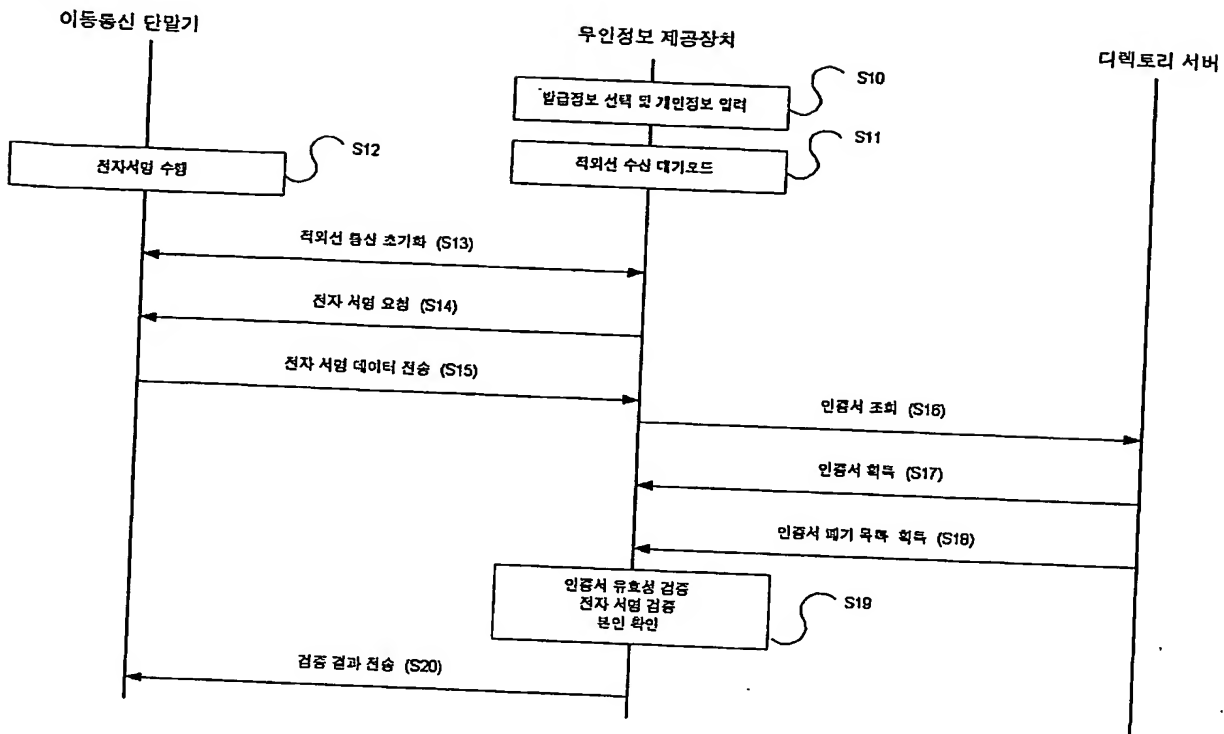 이동통신 단말기
무인정보 제공장치
디렉토리 서버
S10
발급정보 선택 및 개인정보 입력
S11
적외선 수신 대기모드
S12
전자서명 수행
적외선 통신 초기화 (S13)
전자 서명 요청 (S14)
전자 서명 데이터 전송 (S15)
인증서 조회 (S16)
인증서 획득 (S17)
인증서 폐기 목록 획득 (S18)
인증서 유효성 검증
전자 서명 검증
본인 확인
S19
검증 결과 전송 (S20)